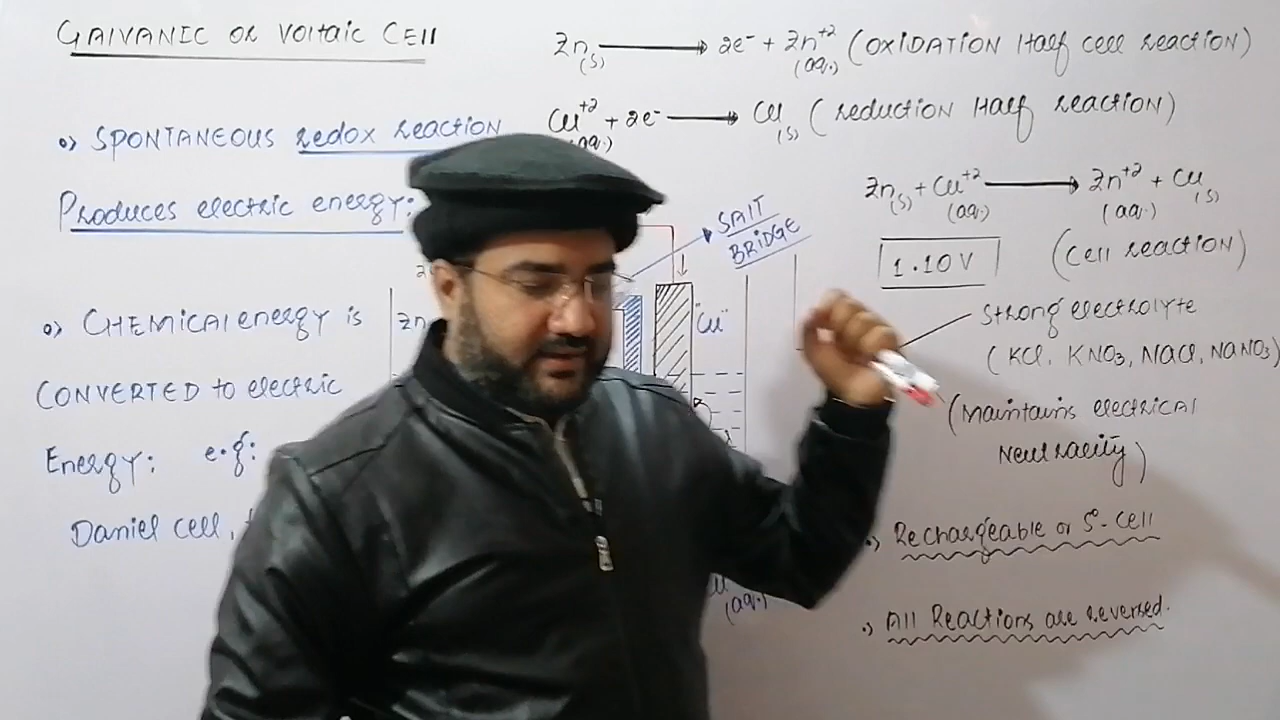 GALVANIC OR VOLTAIC CELL
o) SPONTANEOUS redox reaction
Produces electric energy:
o) CHEMICAL energy is
CONVERTED to electric
Energy: e.g:
Daniel cell,
Zn(s) ⟶ 2e⁻ + Zn⁺²(aq.) (OXIDATION Half cell reaction)
Cu⁺²(aq.) + 2e⁻ ⟶ Cu(s) (reduction Half reaction)
Zn(s) + Cu⁺²(aq.) ⟶ Zn⁺²(aq.) + Cu(s)
1.10 V (Cell reaction)
SALT
BRIDGE
Zn
"Cu"
(aq.)
Strong electrolyte
(KCl, KNO₃, NaCl, NaNO₃)
(Maintains electrical
Neutrality)
•) Rechargeable or S°-Cell
•) All Reactions are reversed.